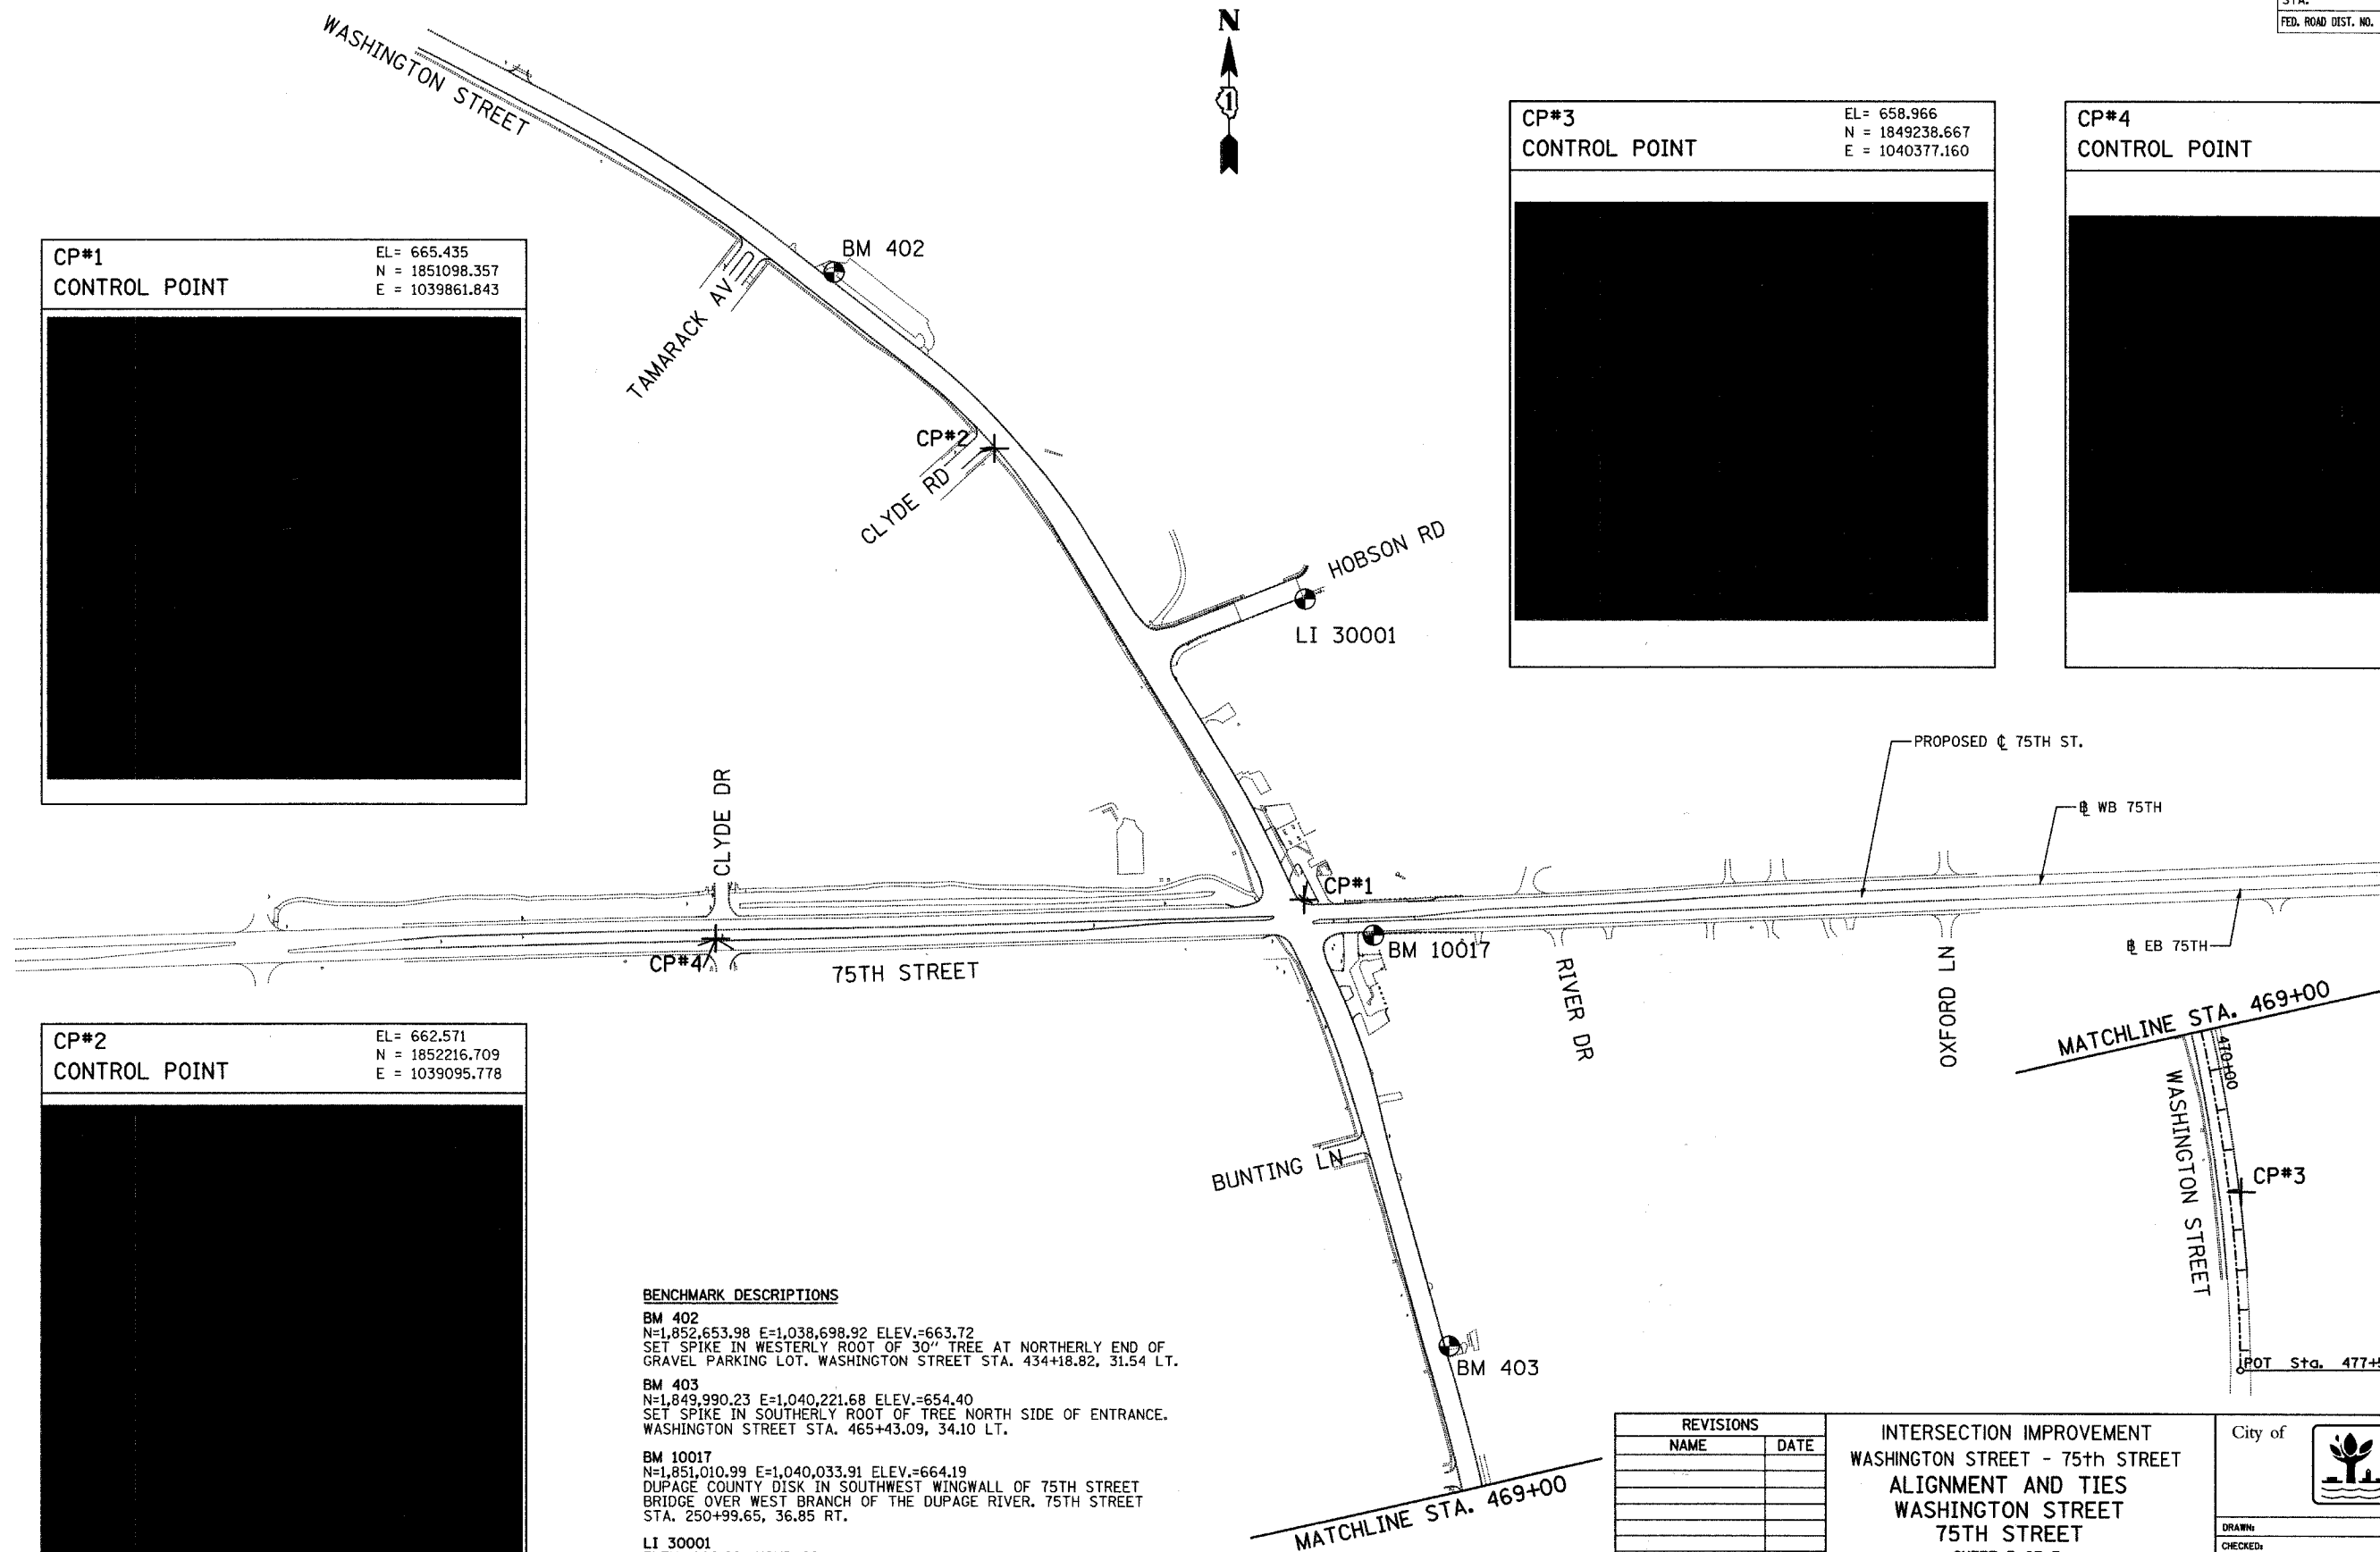 FED. ROAD DIST. NO.
WASHINGTON STREET
N
1
CP#3
CONTROL POINT
EL= 658.966
N = 1849238.667
E = 1040377.160
CP#4
CONTROL POINT
CP#1
CONTROL POINT
EL= 665.435
N = 1851098.357
E = 1039861.843
BM 402
TAMARACK AV
CP#2
CLYDE RD
HOBSON RD
LI 30001
PROPOSED ℄ 75TH ST.
WB 75TH
CLYDE DR
CP#1
CP#4
75TH STREET
BM 10017
RIVER DR
OXFORD LN
EB 75TH
MATCHLINE STA. 469+00
470+00
WASHINGTON STREET
CP#3
POT Sta. 477+5
CP#2
CONTROL POINT
EL= 662.571
N = 1852216.709
E = 1039095.778
BUNTING LN
BM 403
MATCHLINE STA. 469+00
BENCHMARK DESCRIPTIONS
BM 402
N=1,852,653.98 E=1,038,698.92 ELEV.=663.72
SET SPIKE IN WESTERLY ROOT OF 30" TREE AT NORTHERLY END OF
GRAVEL PARKING LOT. WASHINGTON STREET STA. 434+18.82, 31.54 LT.
BM 403
N=1,849,990.23 E=1,040,221.68 ELEV.=654.40
SET SPIKE IN SOUTHERLY ROOT OF TREE NORTH SIDE OF ENTRANCE.
WASHINGTON STREET STA. 465+43.09, 34.10 LT.
BM 10017
N=1,851,010.99 E=1,040,033.91 ELEV.=664.19
DUPAGE COUNTY DISK IN SOUTHWEST WINGWALL OF 75TH STREET
BRIDGE OVER WEST BRANCH OF THE DUPAGE RIVER. 75TH STREET
STA. 250+99.65, 36.85 RT.
LI 30001
REVISIONS
NAME DATE
INTERSECTION IMPROVEMENT
WASHINGTON STREET - 75th STREET
ALIGNMENT AND TIES
WASHINGTON STREET
75TH STREET
City of
DRAWN:
CHECKED: